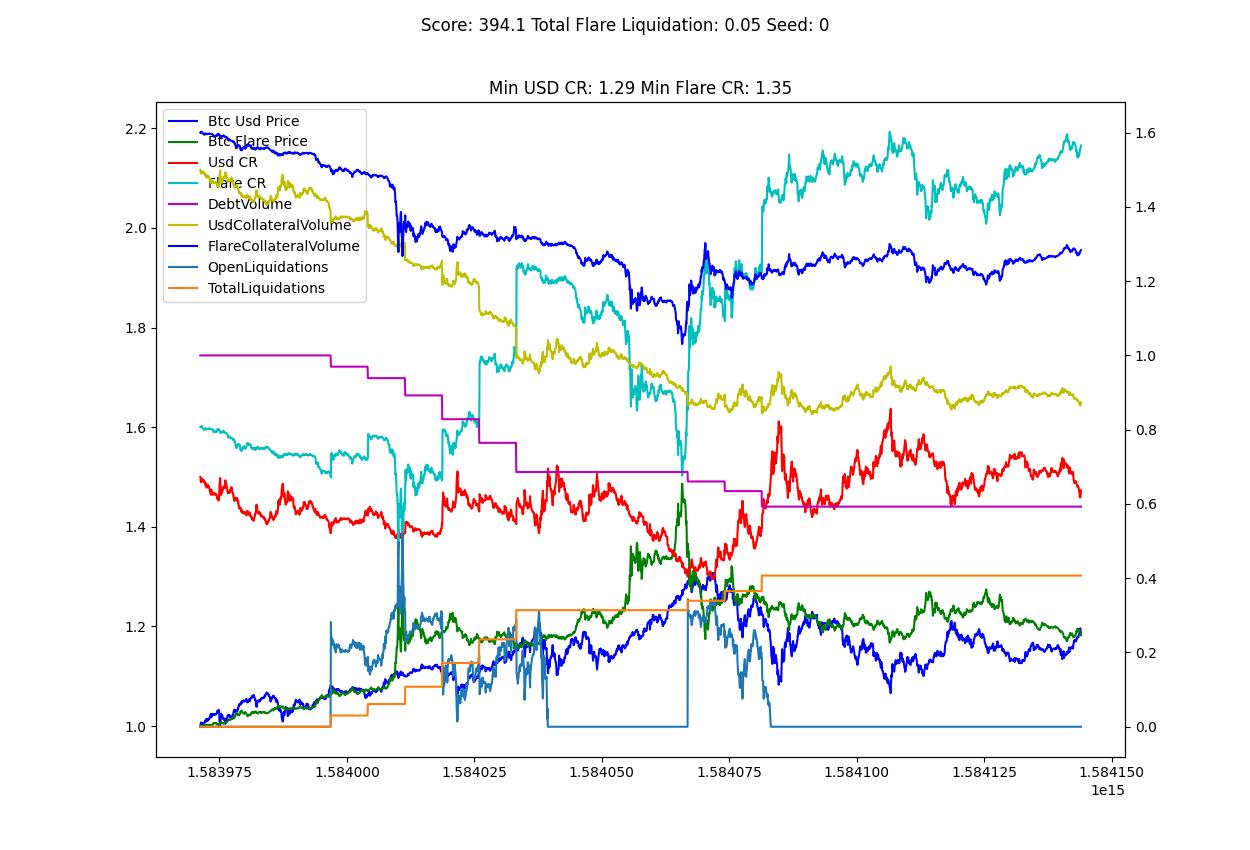 Score: 394.1 Total Flare Liquidation: 0.05 Seed: 0
Min USD CR: 1.29 Min Flare CR: 1.35
Btc Usd Price
Btc Flare Price
Usd CR
Flare CR
DebtVolume
UsdCollateralVolume
FlareCollateralVolume
OpenLiquidations
TotalLiquidations
2.2
2.0
1.8
1.6
1.4
1.2
1.0
1.6
1.4
1.2
1.0
0.8
0.6
0.4
0.2
0.0
1.583975 1.584000 1.584025 1.584050 1.584075 1.584100 1.584125 1.584150
1e15